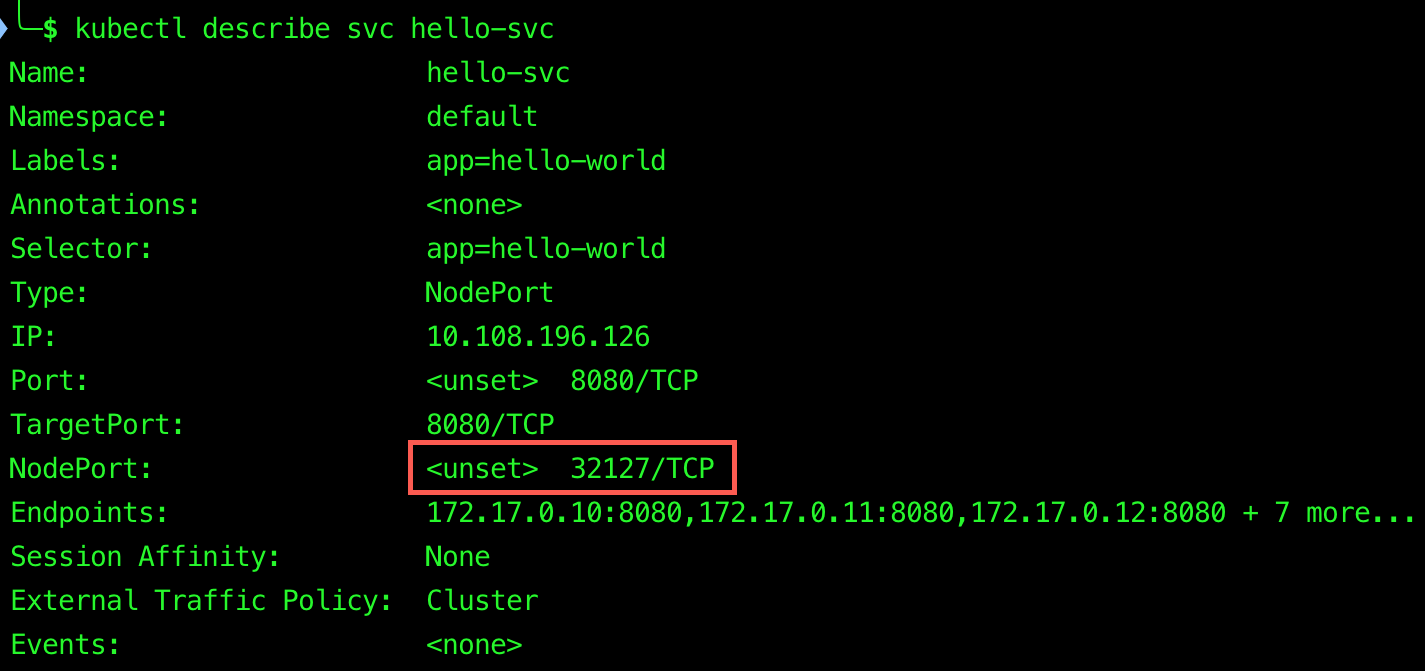 $ kubectl describe svc hello-svc
Name: hello-svc
Namespace: default
Labels: app=hello-world
Annotations: <none>
Selector: app=hello-world
Type: NodePort
IP: 10.108.196.126
Port: <unset> 8080/TCP
TargetPort: 8080/TCP
NodePort: <unset> 32127/TCP
Endpoints: 172.17.0.10:8080,172.17.0.11:8080,172.17.0.12:8080 + 7 more...
Session Affinity: None
External Traffic Policy: Cluster
Events: <none>